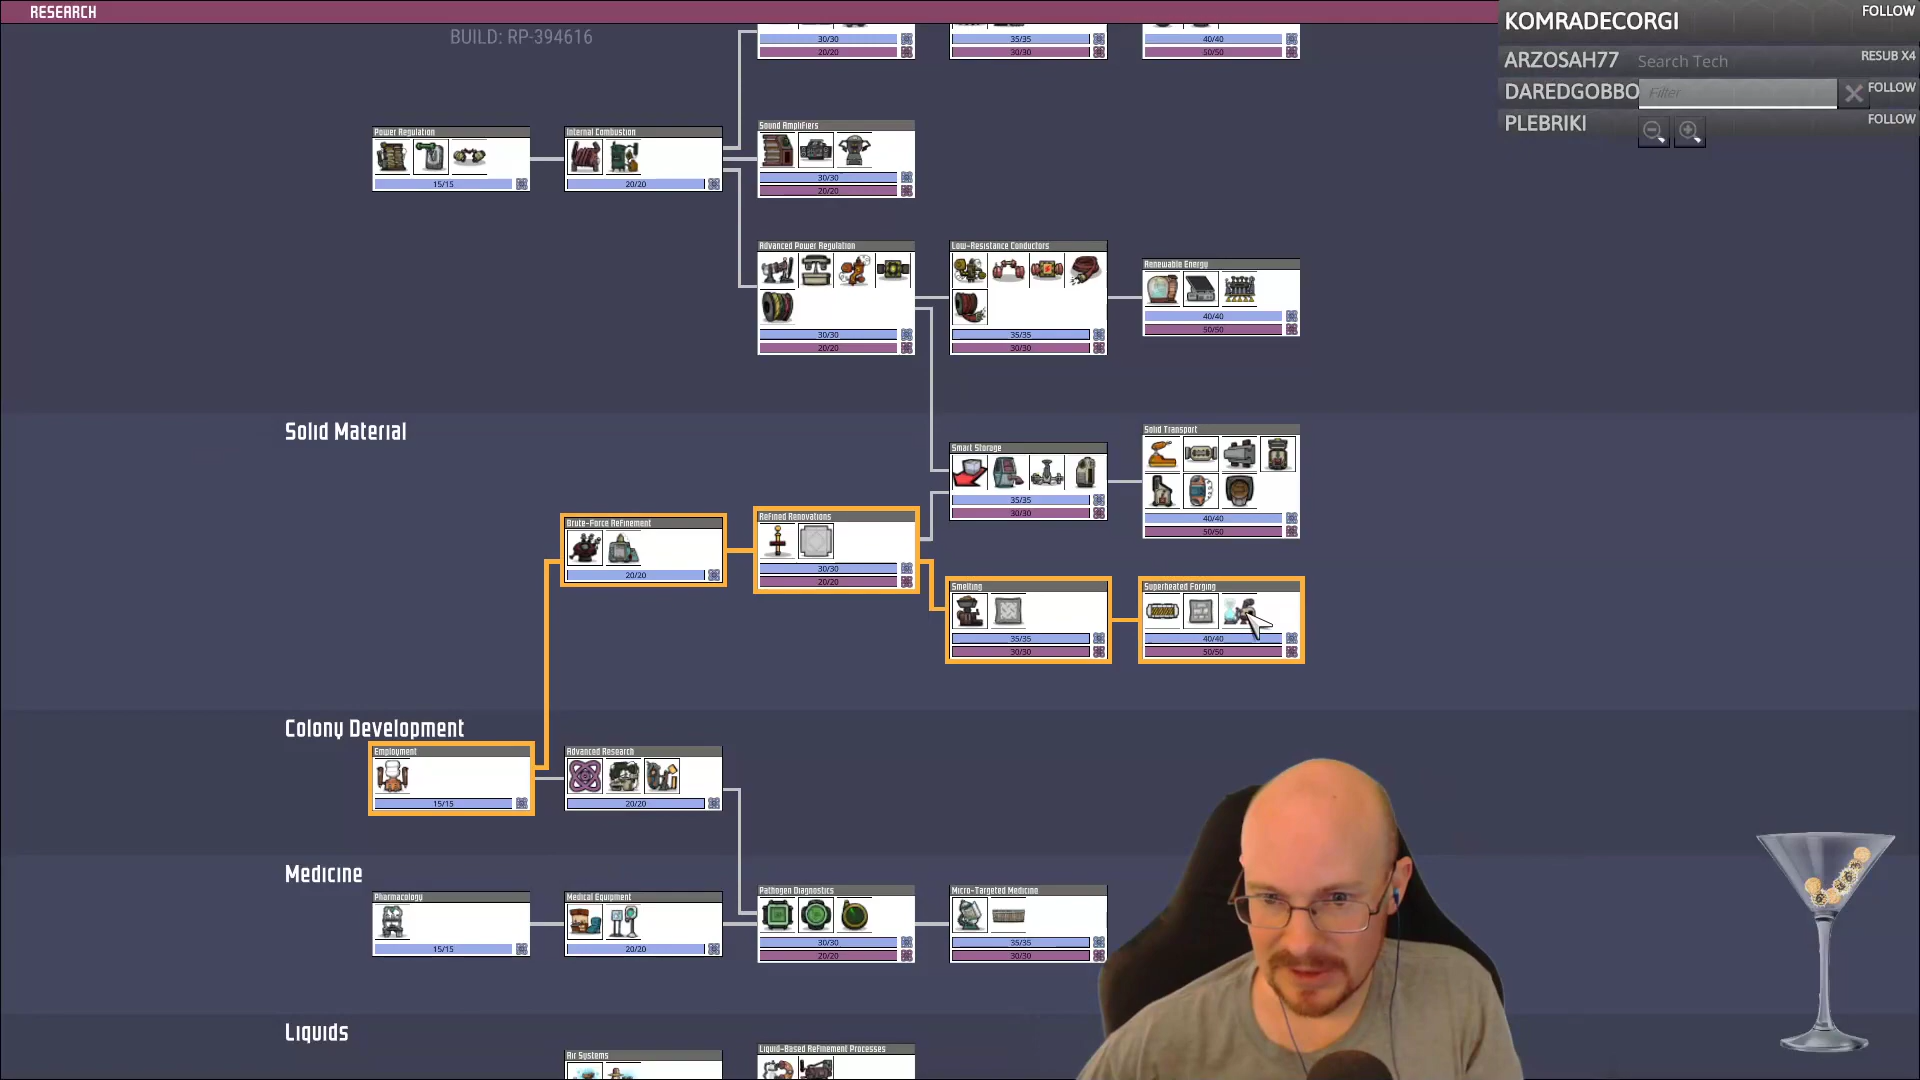 RESEARCH
BUILD: RP-394616
KOMRADECORGI
FOLLOW
ARZOSAH77
Search Tech
RESUB X4
DAREDGOBBO
Filter
FOLLOW
PLEBRIKI
FOLLOW
30/30
20/20
35/35
30/30
40/40
50/50
Power Regulation
15/15
Internal Combustion
20/20
Sound Amplifiers
30/30
20/20
Advanced Power Regulation
30/30
20/20
Low-Resistance Conductors
35/35
30/30
Renewable Energy
40/40
50/50
Solid Material
Smart Storage
35/35
30/30
Solid Transport
40/40
50/50
Brute-Force Refinement
20/20
Refined Renovations
30/30
20/20
Smelting
35/35
30/30
Superheated Forging
40/40
50/50
Colony Development
Employment
15/15
Advanced Research
20/20
Medicine
Pharmacology
15/15
Medical Equipment
20/20
Pathogen Diagnostics
30/30
20/20
Micro-Targeted Medicine
35/35
30/30
Liquids
Air Systems
Liquid-Based Refinement Processes